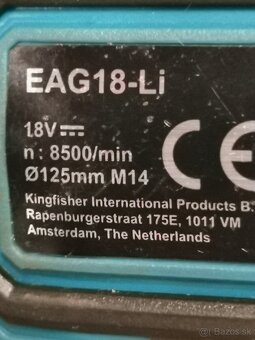 EAG18-Li
18V
n : 8500/min
Ø125mm M14
CE
Kingfisher International Products B.
Rapenburgerstraat 175E, 1011 VM
Amsterdam, The Netherlands
Bazos.sk